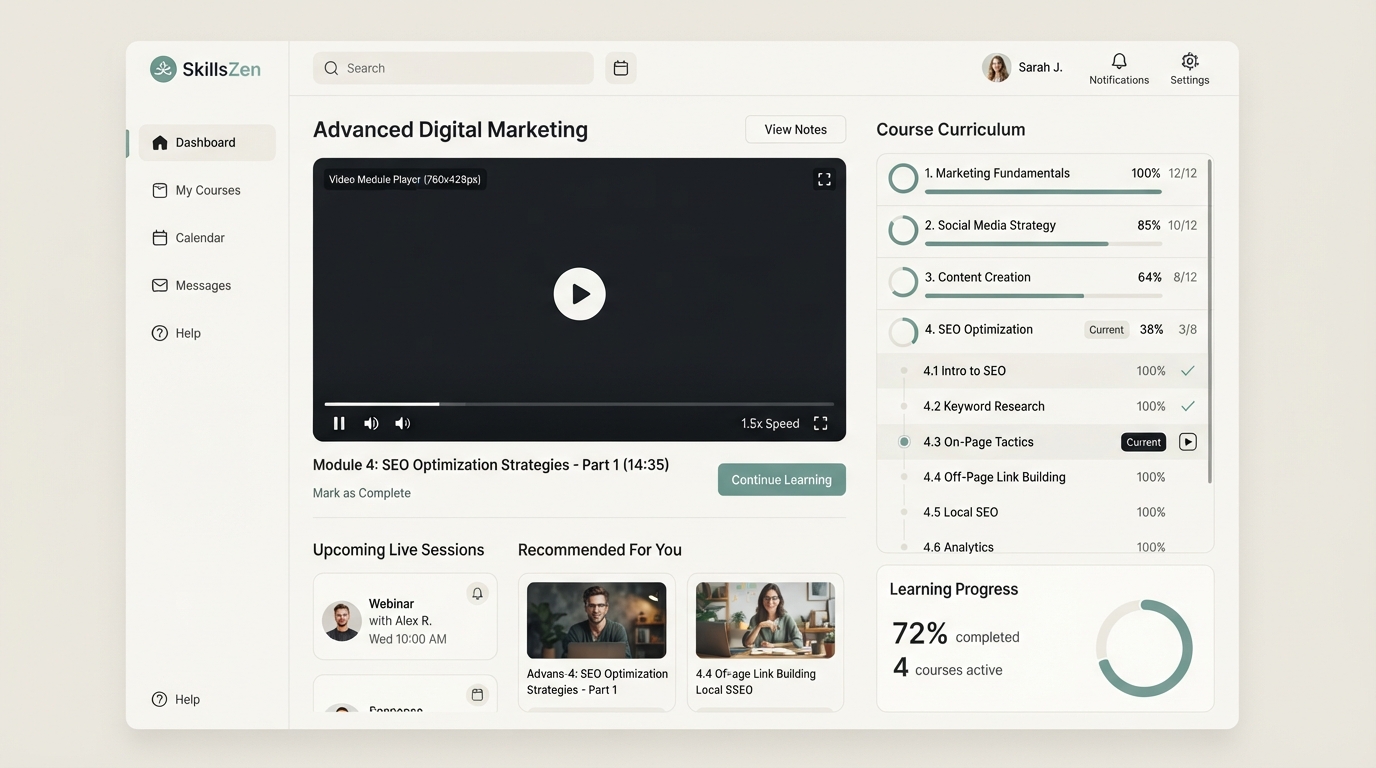 SkillsZen
Search
Sarah J.
Notifications
Settings
Dashboard
My Courses
Calendar
Messages
Help
Help
Advanced Digital Marketing
View Notes
Video Medule Player (760x428px)
1.5x Speed
Module 4: SEO Optimization Strategies - Part 1 (14:35)
Mark as Complete
Continue Learning
Upcoming Live Sessions
Webinar
with Alex R.
Wed 10:00 AM
Recommended For You
Advans-4: SEO Optimization
Strategies - Part 1
4.4 Of-age Link Building
Local SSEO
Course Curriculum
1. Marketing Fundamentals 100% 12/12
2. Social Media Strategy 85% 10/12
3. Content Creation 64% 8/12
4. SEO Optimization Current 38% 3/8
4.1 Intro to SEO 100%
4.2 Keyword Research 100%
4.3 On-Page Tactics Current
4.4 Off-Page Link Building 100%
4.5 Local SEO 100%
4.6 Analytics 100%
Learning Progress
72% completed
4 courses active